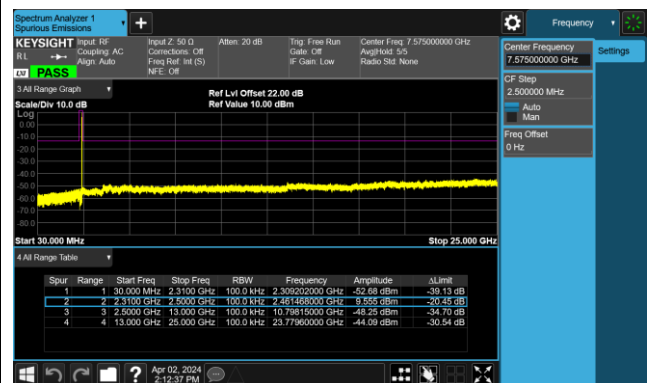 Spectrum Analyzer 1
Spurious Emissions
Frequency
KEYSIGHT
RL
LXI
PASS
Input: RF
Coupling: AC
Align: Auto
Input Z: 50 Ω
Corrections: Off
Freq Ref: Int (S)
NFE: Off
Atten: 20 dB
Trig: Free Run
Gate: Off
IF Gain: Low
Center Freq: 7.575000000 GHz
Avg|Hold: 5/5
Radio Std: None
Center Frequency
7.575000000 GHz
Settings
CF Step
2.500000 MHz
Auto
Man
Freq Offset
0 Hz
3 All Range Graph
Scale/Div 10.0 dB
Ref Lvl Offset 22.00 dB
Ref Value 10.00 dBm
Log
0.00
-10.0
-20.0
-30.0
-40.0
-50.0
-60.0
-70.0
-80.0
Start 30.000 MHz
Stop 25.000 GHz
4 All Range Table
Spur Range Start Freq Stop Freq RBW Frequency Amplitude ΔLimit
1 1 30.000 MHz 2.3100 GHz 100.0 kHz 2.309202000 GHz -52.68 dBm -39.13 dB
2 2 2.3100 GHz 2.5000 GHz 100.0 kHz 2.461468000 GHz 9.555 dBm -20.45 dB
3 3 2.5000 GHz 13.000 GHz 100.0 kHz 10.79815000 GHz -48.25 dBm -34.70 dB
4 4 13.000 GHz 25.000 GHz 100.0 kHz 23.77960000 GHz -44.09 dBm -30.54 dB
?
Apr 02, 2024
2:12:37 PM